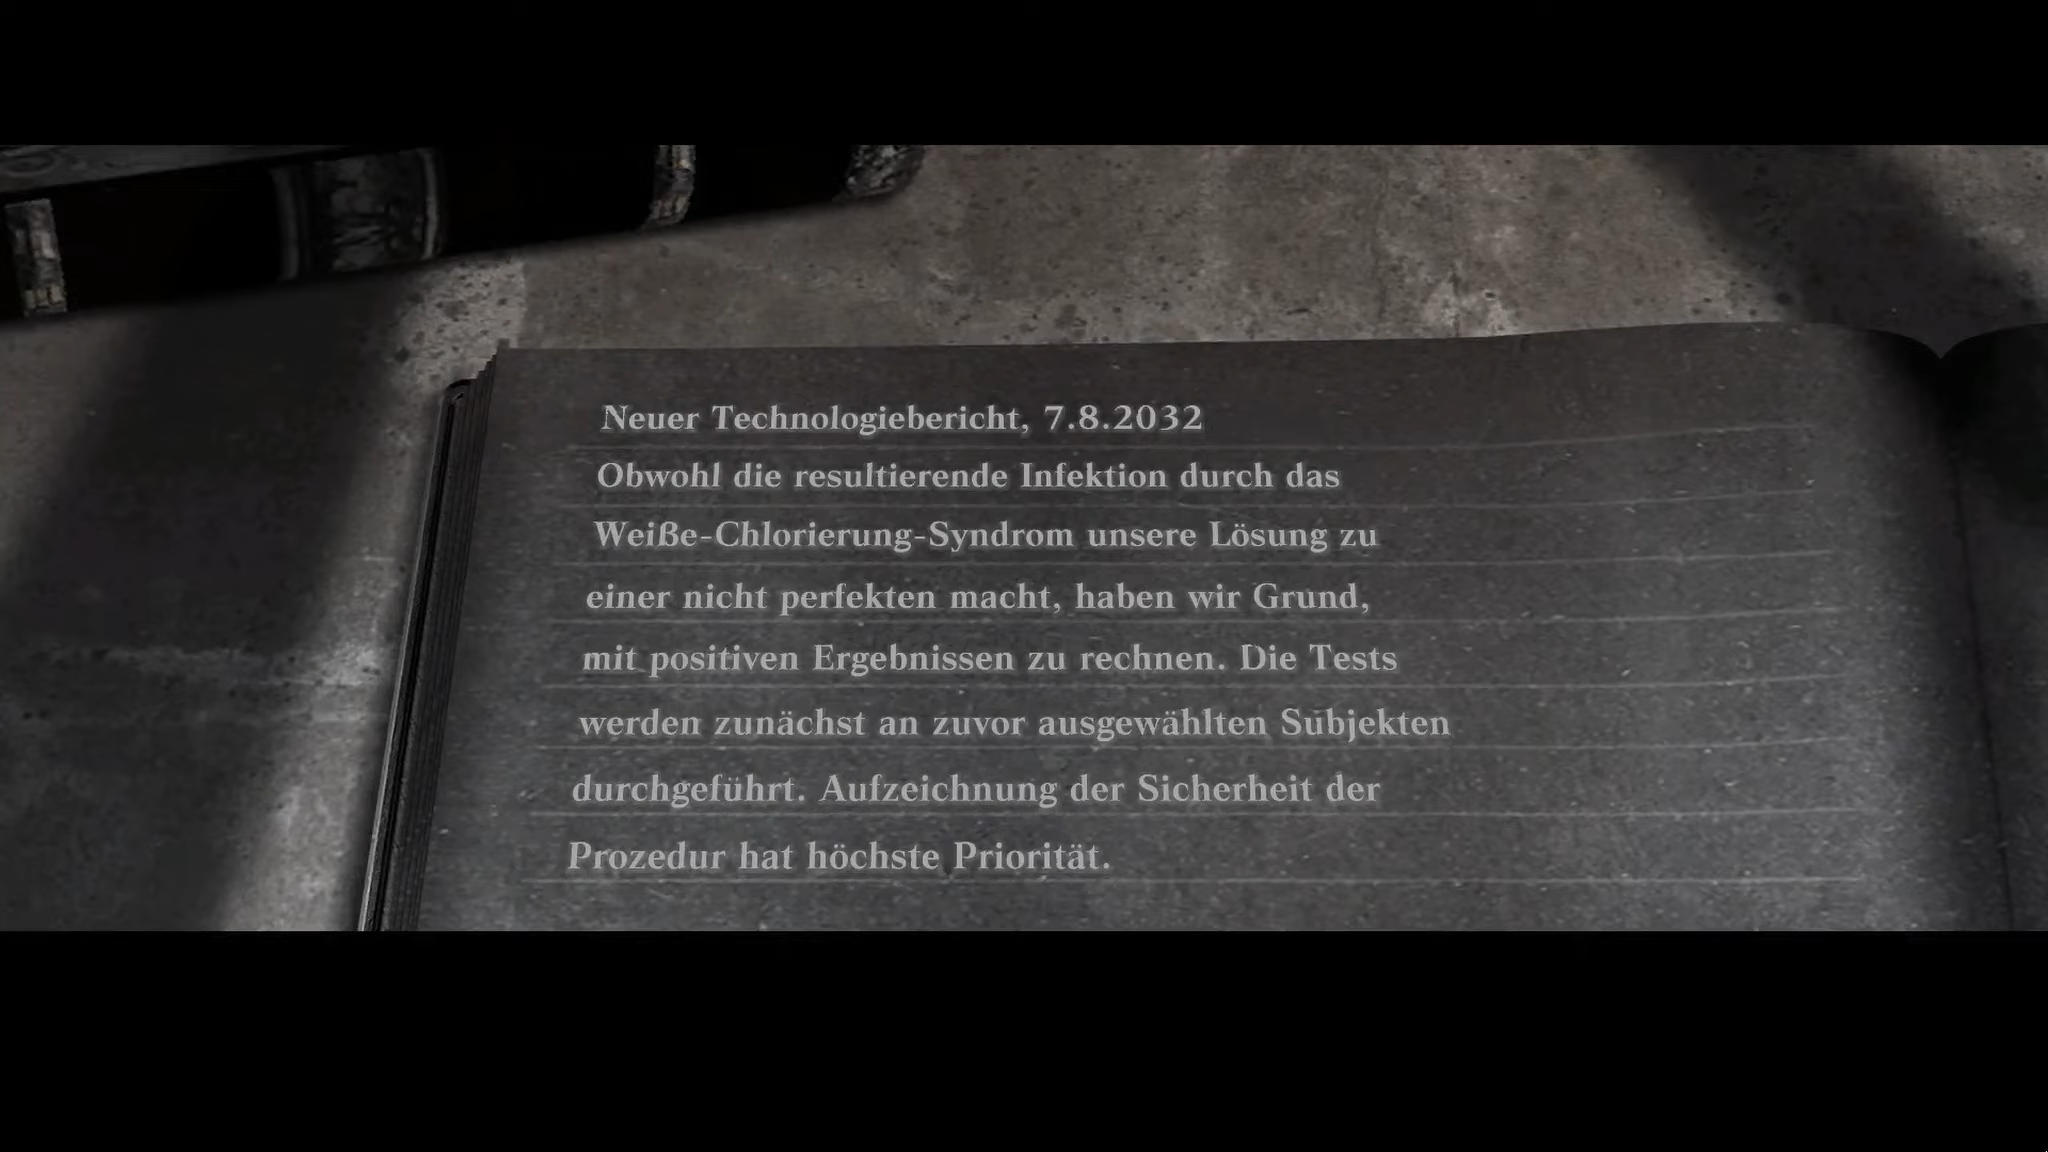 Neuer Technologiebericht, 7.8.2032
Obwohl die resultierende Infektion durch das
Weiße-Chlorierung-Syndrom unsere Lösung zu
einer nicht perfekten macht, haben wir Grund,
mit positiven Ergebnissen zu rechnen. Die Tests
werden zunächst an zuvor ausgewählten Subjekten
durchgeführt. Aufzeichnung der Sicherheit der
Prozedur hat höchste Priorität.